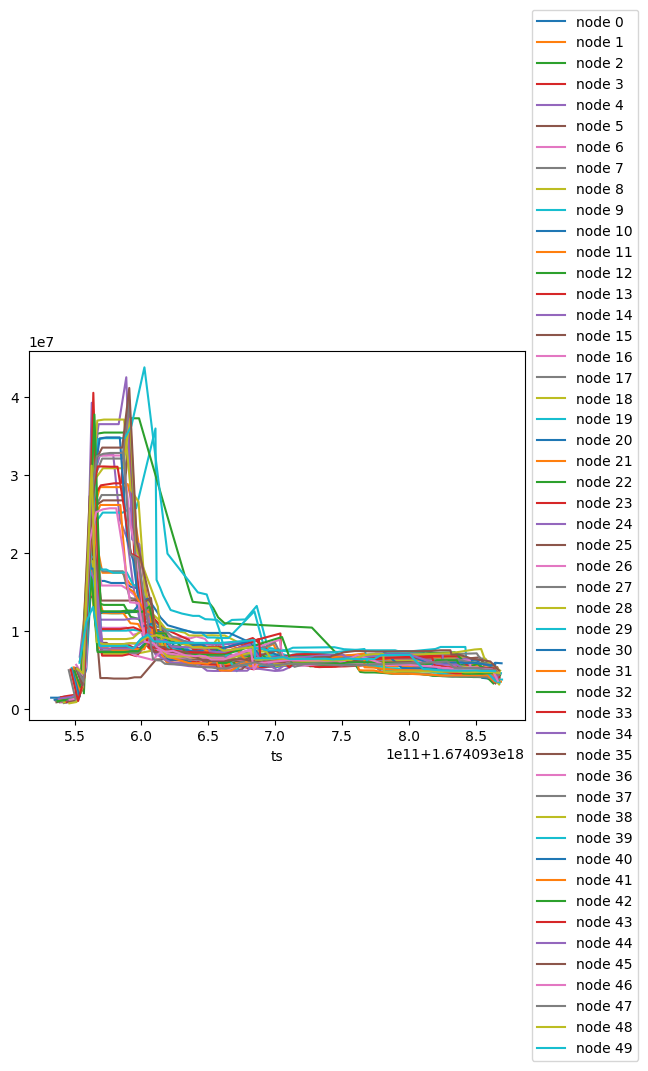 1e7
4
3
2
1
0
5.5 6.0 6.5 7.0 7.5 8.0 8.5
ts
1e11+1.674093e18
node 0
node 1
node 2
node 3
node 4
node 5
node 6
node 7
node 8
node 9
node 10
node 11
node 12
node 13
node 14
node 15
node 16
node 17
node 18
node 19
node 20
node 21
node 22
node 23
node 24
node 25
node 26
node 27
node 28
node 29
node 30
node 31
node 32
node 33
node 34
node 35
node 36
node 37
node 38
node 39
node 40
node 41
node 42
node 43
node 44
node 45
node 46
node 47
node 48
node 49